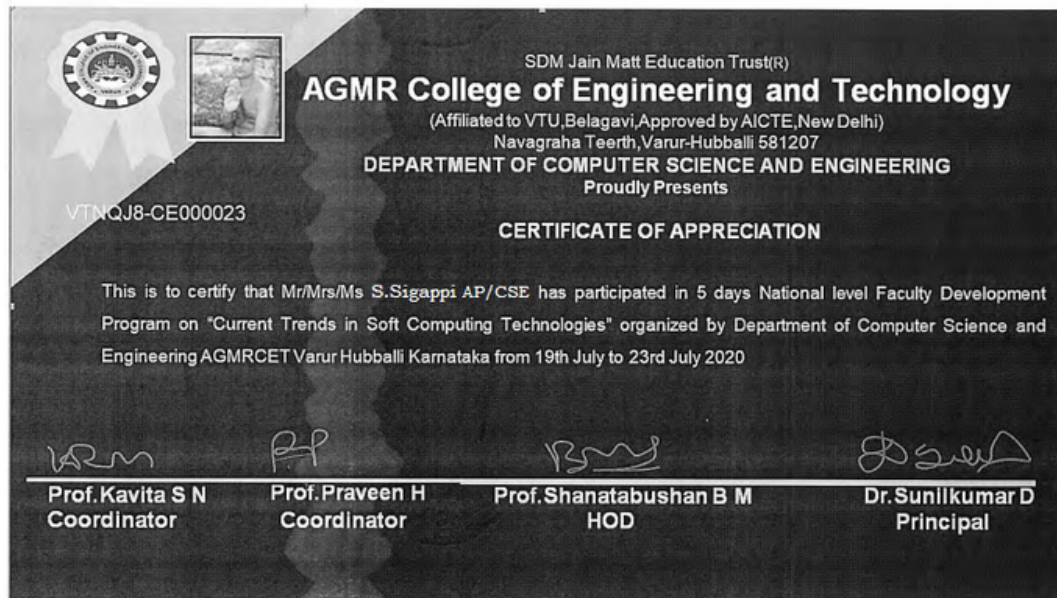 SDM Jain Matt Education Trust(R)
AGMR College of Engineering and Technology
(Affiliated to VTU,Belagavi,Approved by AICTE,New Delhi)
Navagraha Teerth,Varur-Hubballi 581207
DEPARTMENT OF COMPUTER SCIENCE AND ENGINEERING
Proudly Presents
VTNQJ8-CE000023
CERTIFICATE OF APPRECIATION
This is to certify that Mr/Mrs/Ms S.Sigappi AP/CSE has participated in 5 days National level Faculty Development
Program on "Current Trends in Soft Computing Technologies" organized by Department of Computer Science and
Engineering AGMRCET Varur Hubballi Karnataka from 19th July to 23rd July 2020
Prof.Kavita S N
Coordinator
Prof.Praveen H
Coordinator
Prof.Shanatabushan B M
HOD
Dr.Sunilkumar D
Principal
VARUR